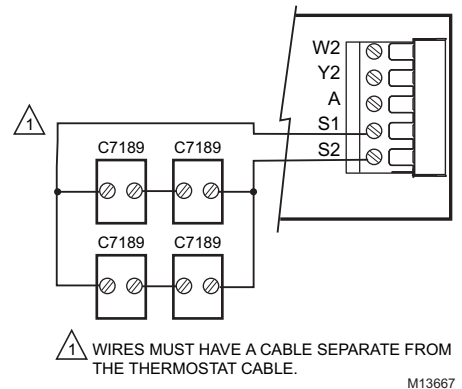 W2
Y2
A
S1
S2
1
C7189 C7189
C7189 C7189
1 WIRES MUST HAVE A CABLE SEPARATE FROM
THE THERMOSTAT CABLE.
M13667